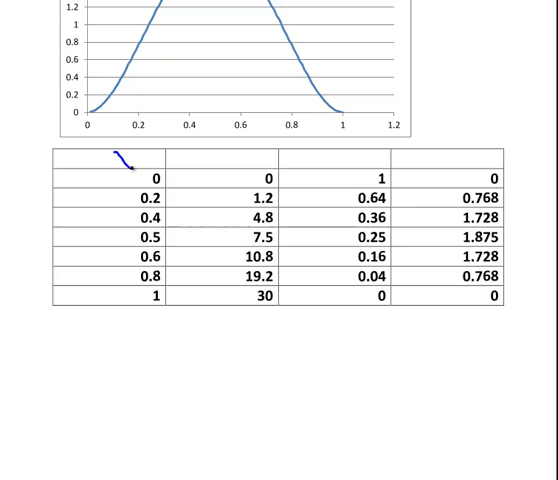 1.2
1
0.8
0.6
0.4
0.2
0
0 0.2 0.4 0.6 0.8 1 1.2
0 0 1 0
0.2 1.2 0.64 0.768
0.4 4.8 0.36 1.728
0.5 7.5 0.25 1.875
0.6 10.8 0.16 1.728
0.8 19.2 0.04 0.768
1 30 0 0